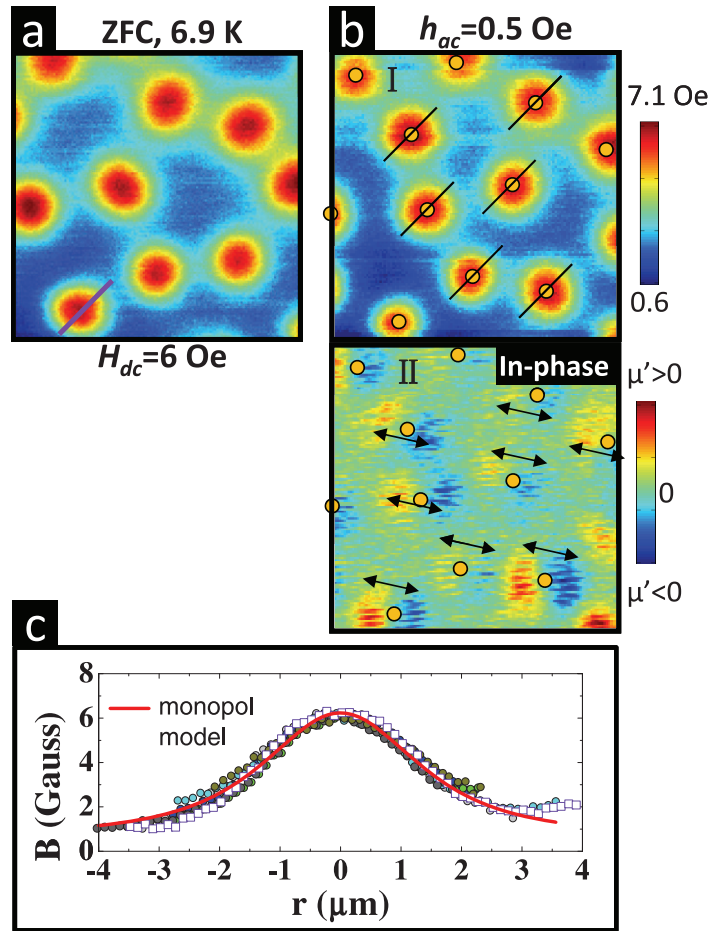 a
ZFC, 6.9 K
H_dc=6 Oe
b
h_ac=0.5 Oe
I
7.1 Oe
0.6
II
In-phase
μ'>0
0
μ'<0
c
8
6
4
2
0
B (Gauss)
monopol
model
-4 -3 -2 -1 0 1 2 3 4
r (μm)